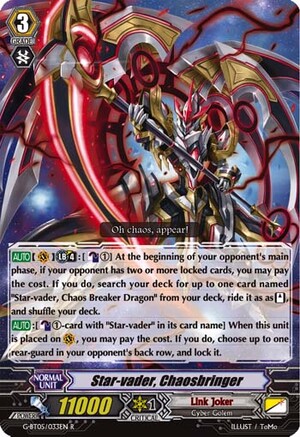 3
GRADE
Oh chaos, appear!
AUTO [ ] LB4 : [ 1] At the beginning of your opponent's main
phase, if your opponent has two or more locked cards, you may pay
the cost. If you do, search your deck for up to one card named
"Star-vader, Chaos Breaker Dragon" from your deck, ride it as as
and shuffle your deck.
AUTO : [ 1-card with "Star-vader" in its card name] When this unit
is placed on , you may pay the cost. If you do, choose up to one
rear-guard in your opponent's back row, and lock it.
NORMAL UNIT
Star-vader, Chaosbringer
POWER
11000
1
CRITICAL
Link Joker
Cyber Golem
G-BT05/033EN R
ILLUST / ToMo